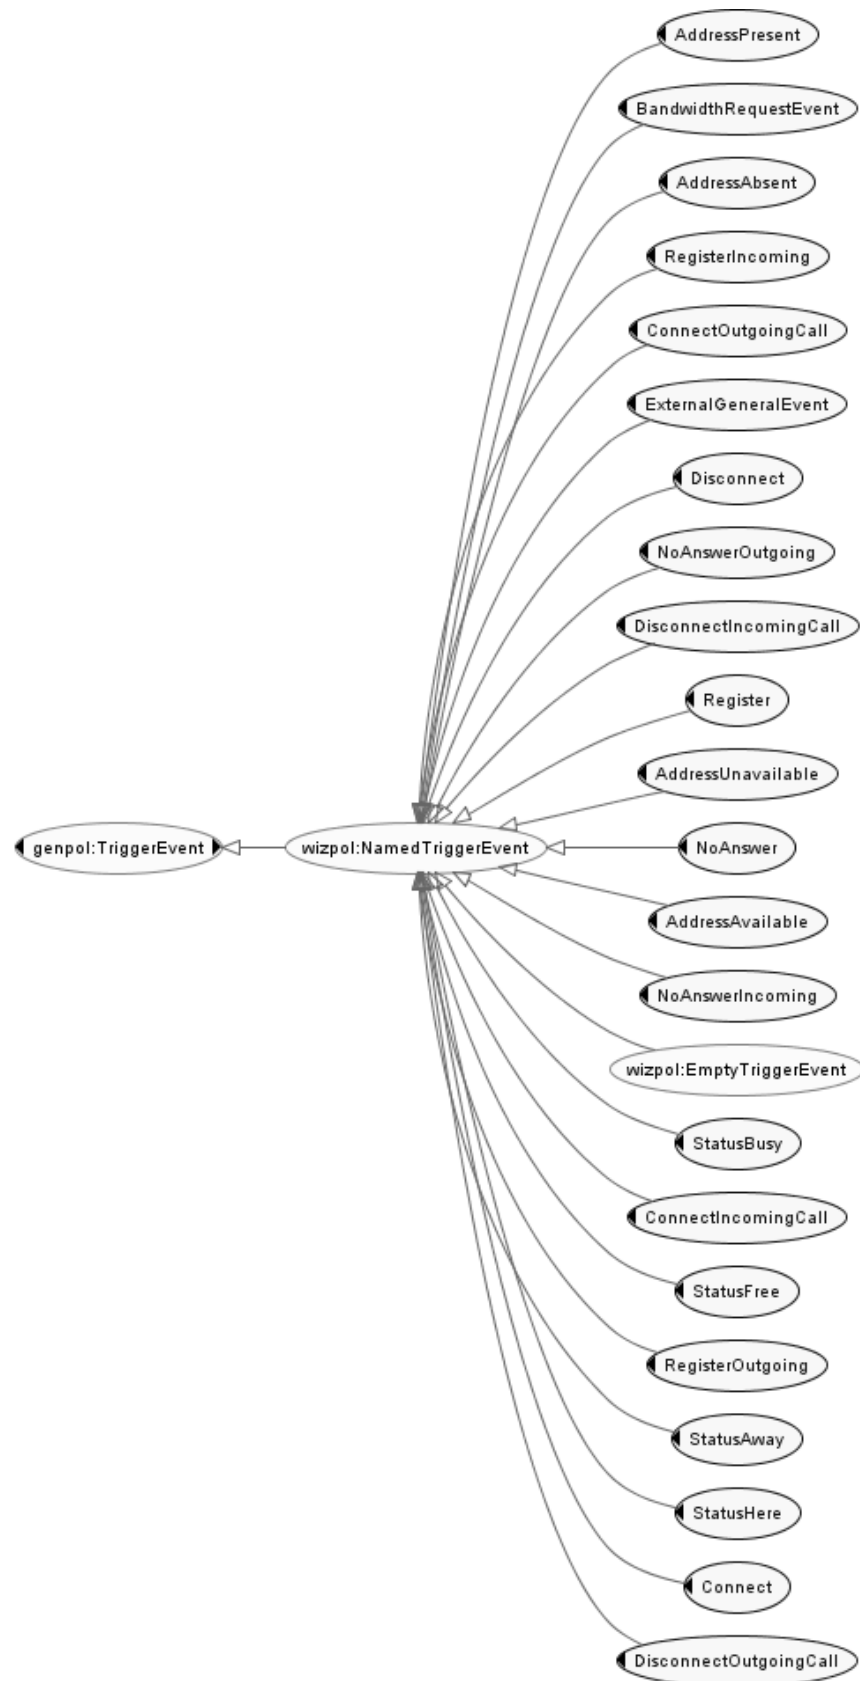 AddressPresent
BandwidthRequestEvent
AddressAbsent
RegisterIncoming
ConnectOutgoingCall
ExternalGeneralEvent
Disconnect
NoAnswerOutgoing
DisconnectIncomingCall
Register
AddressUnavailable
genpol:TriggerEvent
wizpol:NamedTriggerEvent
NoAnswer
AddressAvailable
NoAnswerIncoming
wizpol:EmptyTriggerEvent
StatusBusy
ConnectIncomingCall
StatusFree
RegisterOutgoing
StatusAway
StatusHere
Connect
DisconnectOutgoingCall